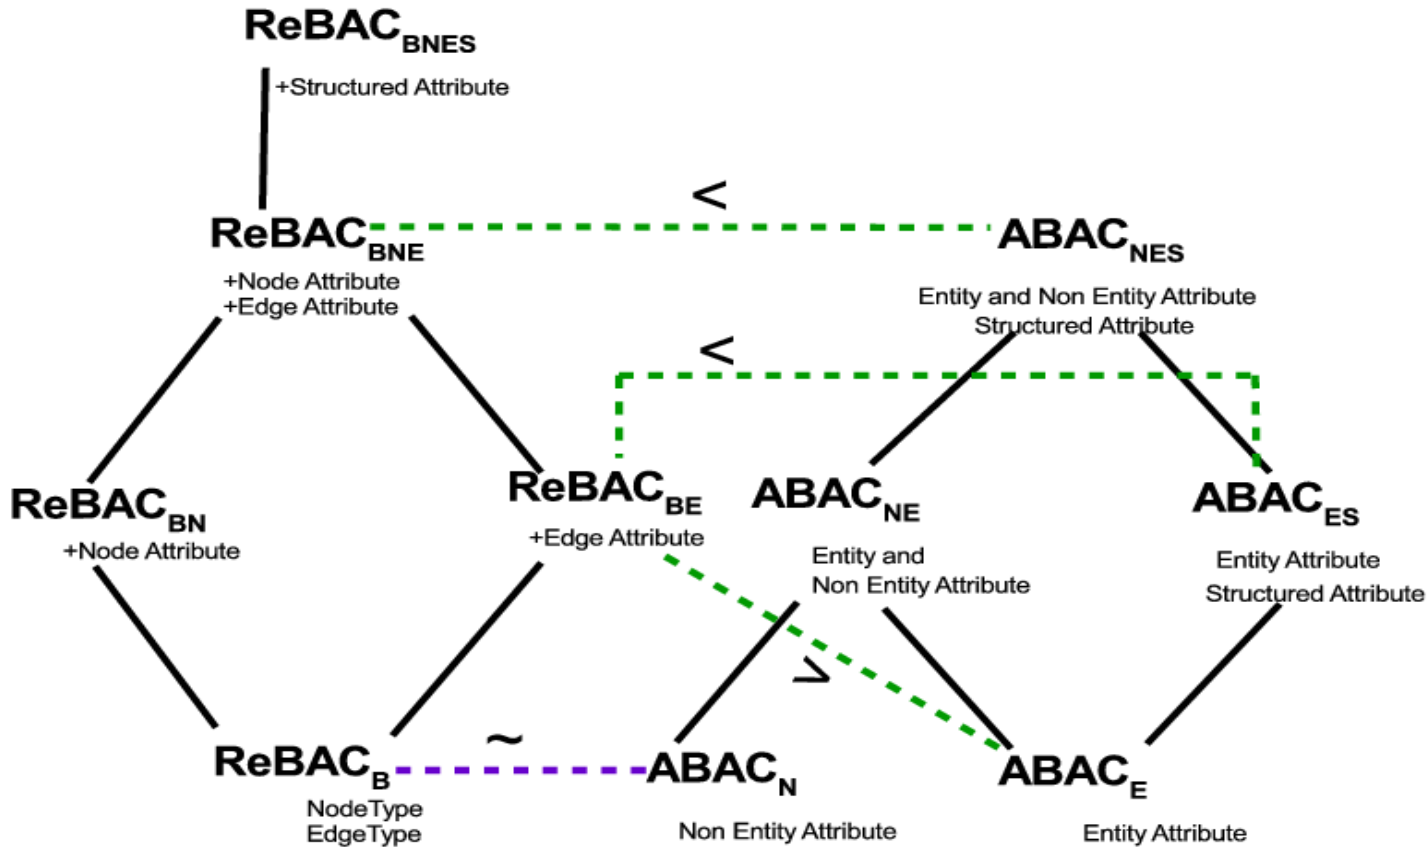 ReBAC_BNES
+Structured Attribute
<
ReBAC_BNE
ABAC_NES
+Node Attribute
+Edge Attribute
Entity and Non Entity Attribute
Structured Attribute
<
ReBAC_BN
+Node Attribute
ReBAC_BE
+Edge Attribute
ABAC_NE
Entity and
Non Entity Attribute
ABAC_ES
Entity Attribute
Structured Attribute
>
~
ReBAC_B
NodeType
EdgeType
ABAC_N
Non Entity Attribute
ABAC_E
Entity Attribute